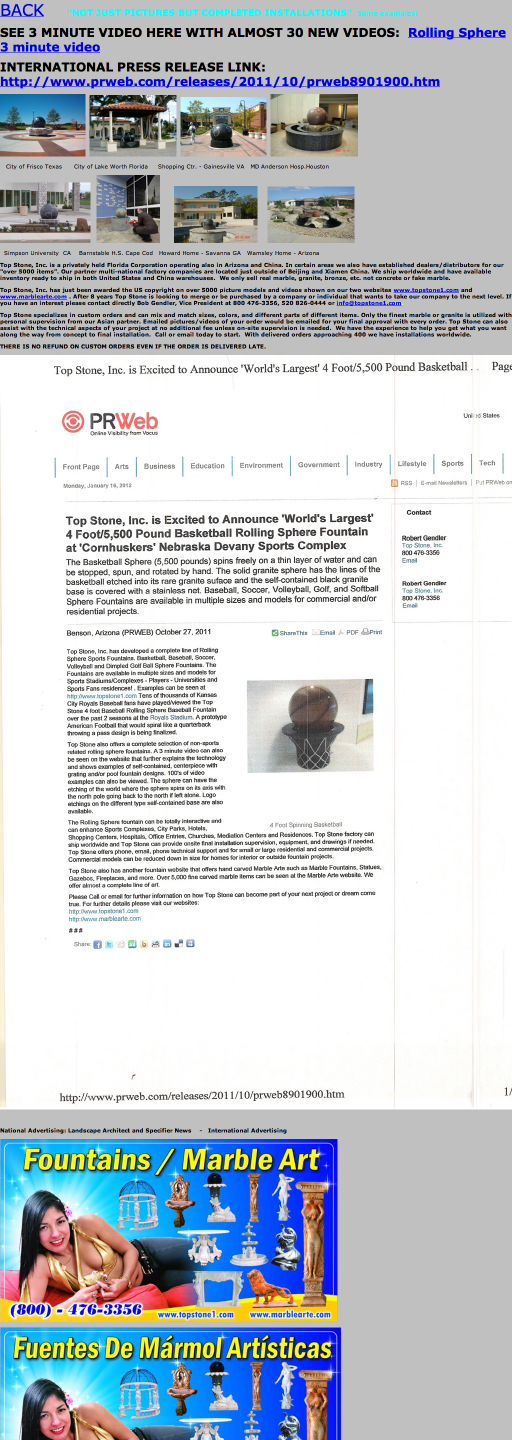 BACK "NOT JUST PICTURES BUT COMPLETED INSTALLATIONS"
SEE 3 MINUTE VIDEO HERE WITH ALMOST 30 NEW VIDEOS: Rolling Sphere
3 minute video
INTERNATIONAL PRESS RELEASE LINK:
http://www.prweb.com/releases/2011/10/prweb8901900.htm
City of Frisco Texas City of Lake Worth Florida Shopping Ctr. - Gainesville VA MD Anderson Hosp.Houston
Simpson University CA Barnstable H.S. Cape Cod Howard Home - Savanna GA Wamsley Home - Arizona
Top Stone, Inc. is a privately held Florida Corporation operating also in Arizona and China. In certain areas we also have established dealers/distributors for our
"over 5000 items". Our partner multi-national factory companies are located just outside of Beijing and Xiamen China. We ship worldwide and have available
inventory ready to ship in both United States and China warehouses. We only sell real marble, granite, bronze, etc. not concrete or fake marble.
Top Stone, Inc. has just been awarded the US copyright on over 5000 picture models and videos shown on our two websites www.topstone1.com and
www.marblearte.com . After 8 years Top Stone is looking to merge or be purchased by a company or individual that wants to take our company to the next level. If
you have an interest please contact directly Bob Gendler, Vice President at 800 476-3356, 520 826-0444 or info@topstone1.com
Top Stone specializes in custom orders and can mix and match sizes, colors, and different parts of different items. Only the finest marble or granite is utilized with
personal supervision from our Asian partner. Emailed pictures/videos of your order would be emailed for your final approval with every order. Top Stone can also
assist with the technical aspects of your project at no additional fee unless on-site supervision is needed. We have the experience to help you get what you want
along the way from concept to final installation. Call or email today to start. With delivered orders approaching 400 we have installations worldwide.
THERE IS NO REFUND ON CUSTOM ORDERS EVEN IF THE ORDER IS DELIVERED LATE.
Top Stone, Inc. is Excited to Announce 'World's Largest' 4 Foot/5,500 Pound Basketball .. Page
PRWeb
Online Visibility from Vocus
United States
Front Page Arts Business Education Environment Government Industry Lifestyle Sports Tech
Monday, January 16, 2012
RSS E-mail Newsletters Put PRWeb on
Top Stone, Inc. is Excited to Announce 'World's Largest'
4 Foot/5,500 Pound Basketball Rolling Sphere Fountain
at 'Cornhuskers' Nebraska Devany Sports Complex
The Basketball Sphere (5,500 pounds) spins freely on a thin layer of water and can
be stopped, spun, and rotated by hand. The solid granite sphere has the lines of the
basketball etched into its rare granite suface and the self-contained black granite
base is covered with a stainless net. Baseball, Soccer, Volleyball, Golf, and Softball
Sphere Fountains are available in multiple sizes and models for commercial and/or
residential projects.
Contact
Robert Gendler
Top Stone, Inc.
800 476-3356
Email
Robert Gendler
Top Stone, Inc.
800 476-3356
Email
Benson, Arizona (PRWEB) October 27, 2011
ShareThis Email PDF Print
Top Stone, Inc. has developed a complete line of Rolling
Sphere Sports Fountains. Basketball, Baseball, Soccer,
Volleyball and Dimpled Golf Ball Sphere Fountains. The
Fountains are available in multiple sizes and models for
Sports Stadiums/Complexes - Players - Universities and
Sports Fans residences! . Examples can be seen at
http://www.topstone1.com Tens of thousands of Kansas
City Royals Baseball fans have played/viewed the Top
Stone 4 foot Baseball Rolling Sphere Baseball Fountain
over the past 2 seasons at the Royals Stadium. A prototype
American Football that would spiral like a quarterback
throwing a pass design is being finalized.
Top Stone also offers a complete selection of non-sports
related rolling sphere fountains. A 3 minute video can also
be seen on the website that further explains the technology
and shows examples of self-contained, centerpiece with
grating and/or pool fountain designs. 100's of video
examples can also be viewed. The sphere can have the
etching of the world where the sphere spins on its axis with
the north pole going back to the north if left alone. Logo
etchings on the different type self-contained base are also
available.
4 Foot Spinning Basketball
The Rolling Sphere fountain can be totally interactive and
can enhance Sports Complexes, City Parks, Hotels,
Shopping Centers, Hospitals, Office Entries, Churches, Mediation Centers and Residences. Top Stone factory can
ship worldwide and Top Stone can provide onsite final installation supervision, equipment, and drawings if needed.
Top Stone offers phone, email, phone technical support and for small or large residential and commercial projects.
Commercial models can be reduced down in size for homes for interior or outside fountain projects.
Top Stone also has another fountain website that offers hand carved Marble Arts such as Marble Fountains, Statues,
Gazebos, Fireplaces, and more. Over 5,000 fine carved marble items can be seen at the Marble Arte website. We
offer almost a complete line of art.
Please Call or email for further information on how Top Stone can become part of your next project or dream come
true. For further details please visit our websites:
http://www.topstone1.com
http://www.marblearte.com
###
Share:
http://www.prweb.com/releases/2011/10/prweb8901900.htm 1/
National Advertising: Landscape Architect and Specifier News - International Advertising
Fountains / Marble Art
(800) - 476-3356 www.topstone1.com www.marblearte.com
Fuentes De Mármol Artísticas